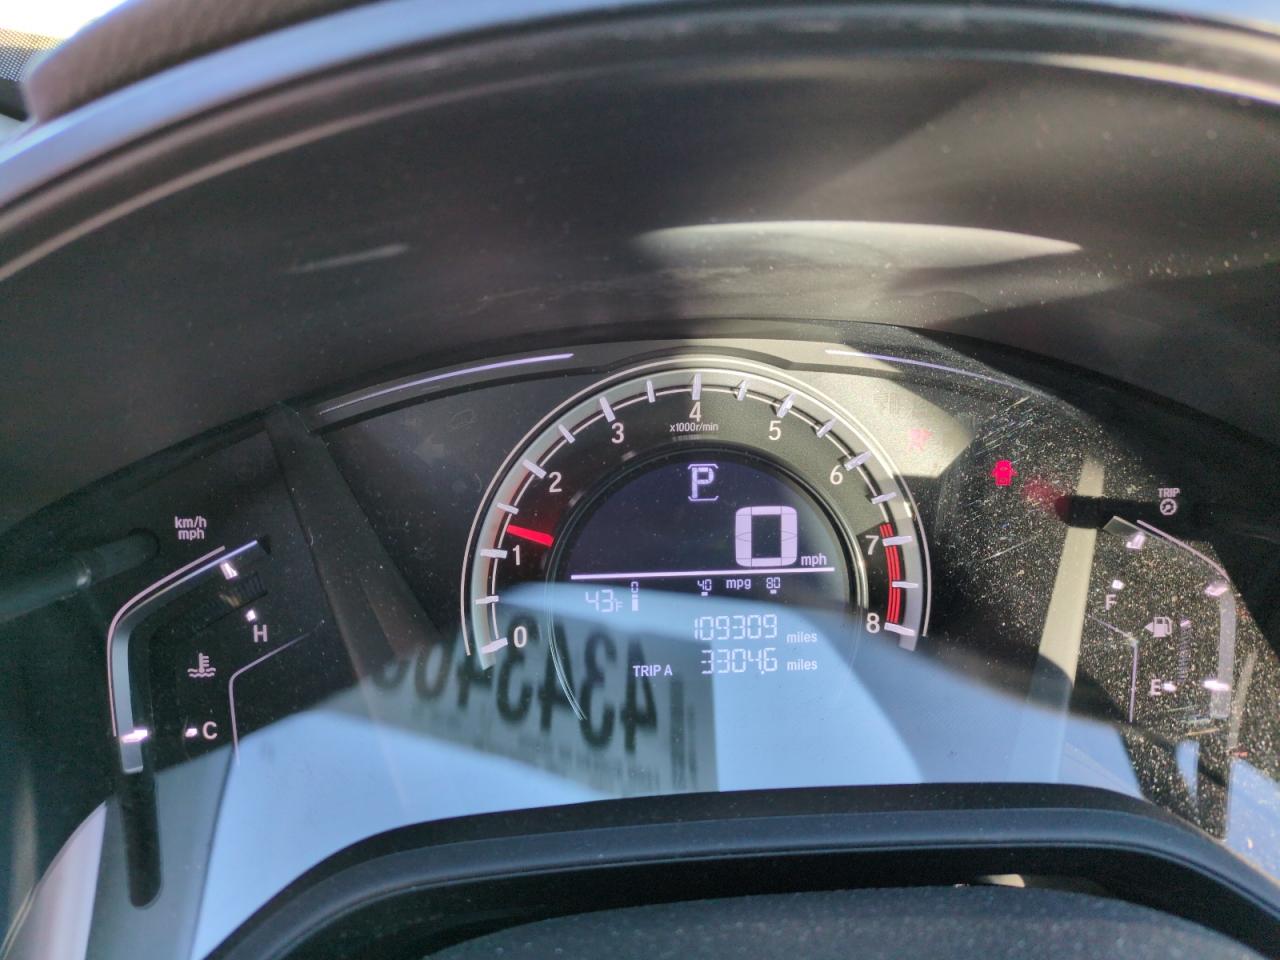 km/h
mph
H
C
0
1
2
3
4
x1000r/min
5
6
7
8
P
0 mph
0 40 mpg 80
43°F
109309 miles
TRIP A 3304.6 miles
TRIP
F
E